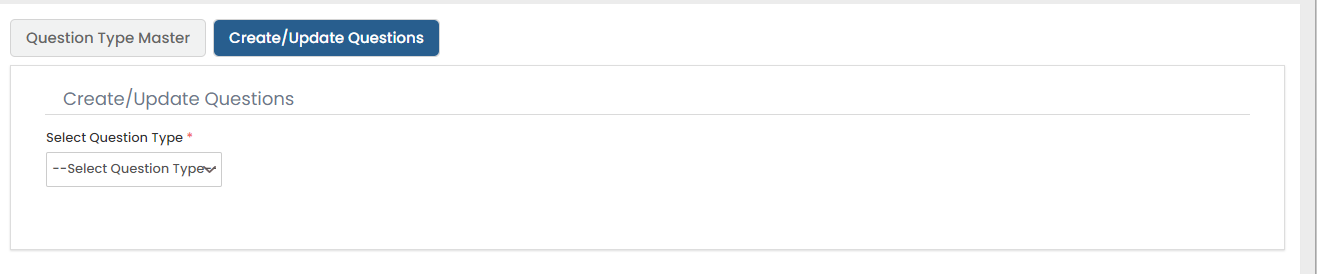 Question Type Master
Create/Update Questions
Create/Update Questions
Select Question Type *
--Select Question Type--